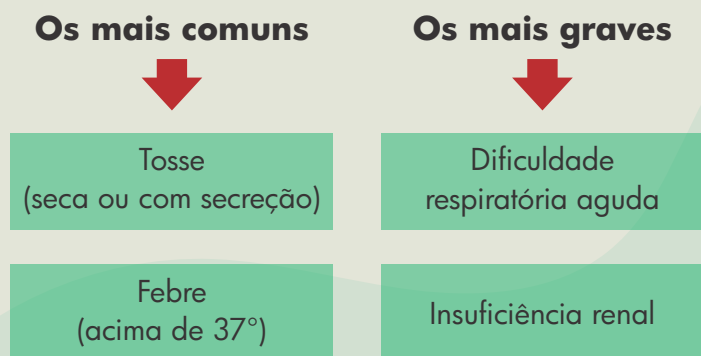 Os mais comuns
Tosse
(seca ou com secreção)
Febre
(acima de 37°)
Os mais graves
Dificuldade
respiratória aguda
Insuficiência renal